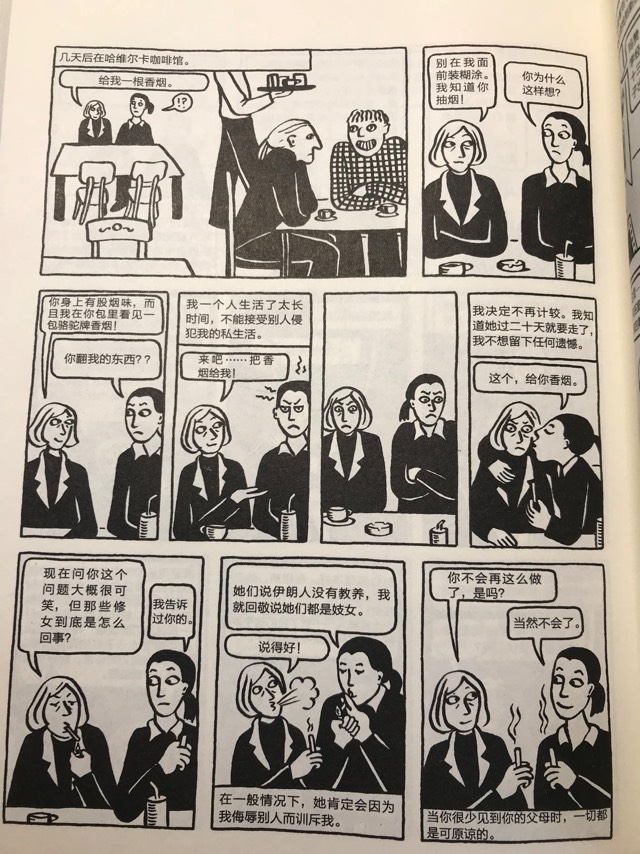 几天后在哈维尔卡咖啡馆。
给我一根香烟。
!?
别在我面
前装糊涂。
我知道你
抽烟！
你为什么
这样想?
你身上有股烟味，而
且我在你包里看见一
包骆驼牌香烟！
你翻我的东西??
我一个人生活了太长
时间，不能接受别人侵
犯我的私生活。
来吧……把香
烟给我！
我决定不再计较。我知
道她过二十天就要走了，
我不想留下任何遗憾。
这个，给你香烟。
现在问你这个
问题大概很可
笑，但那些修
女到底是怎么
回事?
我告诉
过你的。
她们说伊朗人没有教养，我
就回敬说她们都是妓女。
说得好！
在一般情况下，她肯定会因为
我侮辱别人而训斥我。
你不会再这么做
了，是吗?
当然不会了。
当你很少见到你的父母时，一切都
是可原谅的。